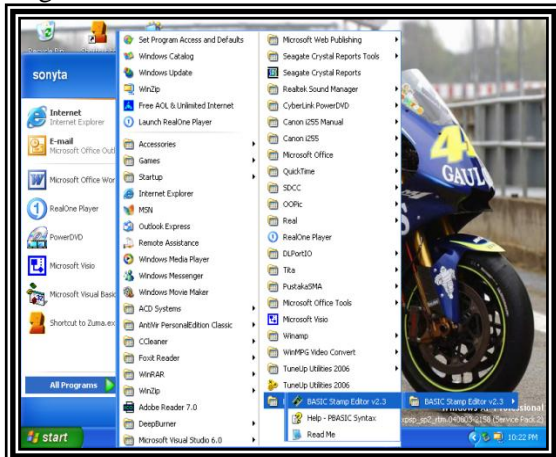 sonyta
Internet
Internet Explorer
E-mail
Microsoft Office Outl
Microsoft Office Wor
RealOne Player
PowerDVD
Microsoft Visio
Microsoft Visual Basic
Shortcut to Zuma.ex
All Programs
start
Set Program Access and Defaults
Windows Catalog
Windows Update
WinZip
Free AOL & Unlimited Internet
Launch RealOne Player
Accessories
Games
Startup
Internet Explorer
MSN
Outlook Express
Remote Assistance
Windows Media Player
Windows Messenger
Windows Movie Maker
ACD Systems
AntiVir PersonalEdition Classic
CCleaner
Foxit Reader
WinRAR
WinZip
Adobe Reader 7.0
DeepBurner
Microsoft Visual Studio 6.0
Microsoft Web Publishing
Seagate Crystal Reports Tools
Seagate Crystal Reports
Realtek Sound Manager
CyberLink PowerDVD
Canon i255 Manual
Canon i255
Microsoft Office
QuickTime
SDCC
OOPic
Real
RealOne Player
DLPortIO
Tita
PustakaSMA
Microsoft Office Tools
Microsoft Visio
Winamp
WinMPG Video Convert
TuneUp Utilities 2006
TuneUp Utilities 2006
BASIC Stamp Editor v2.3
Help - PBASIC Syntax
Read Me
BASIC Stamp Editor v2.3
GAUL
10:22 PM